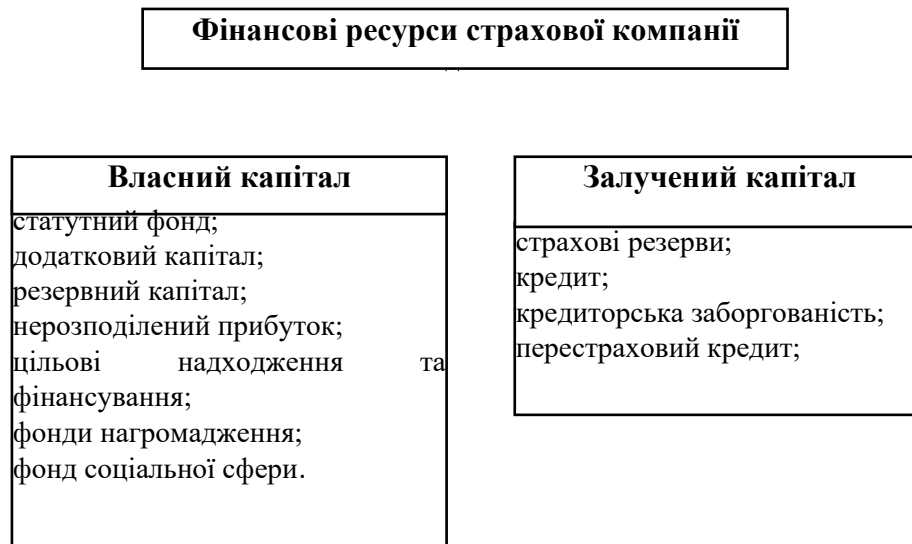 Фінансові ресурси страхової компанії
Власний капітал
статутний фонд;
додатковий капітал;
резервний капітал;
нерозподілений прибуток;
цільові надходження та
фінансування;
фонди нагромадження;
фонд соціальної сфери.
Залучений капітал
страхові резерви;
кредит;
кредиторська заборгованість;
перестраховий кредит;